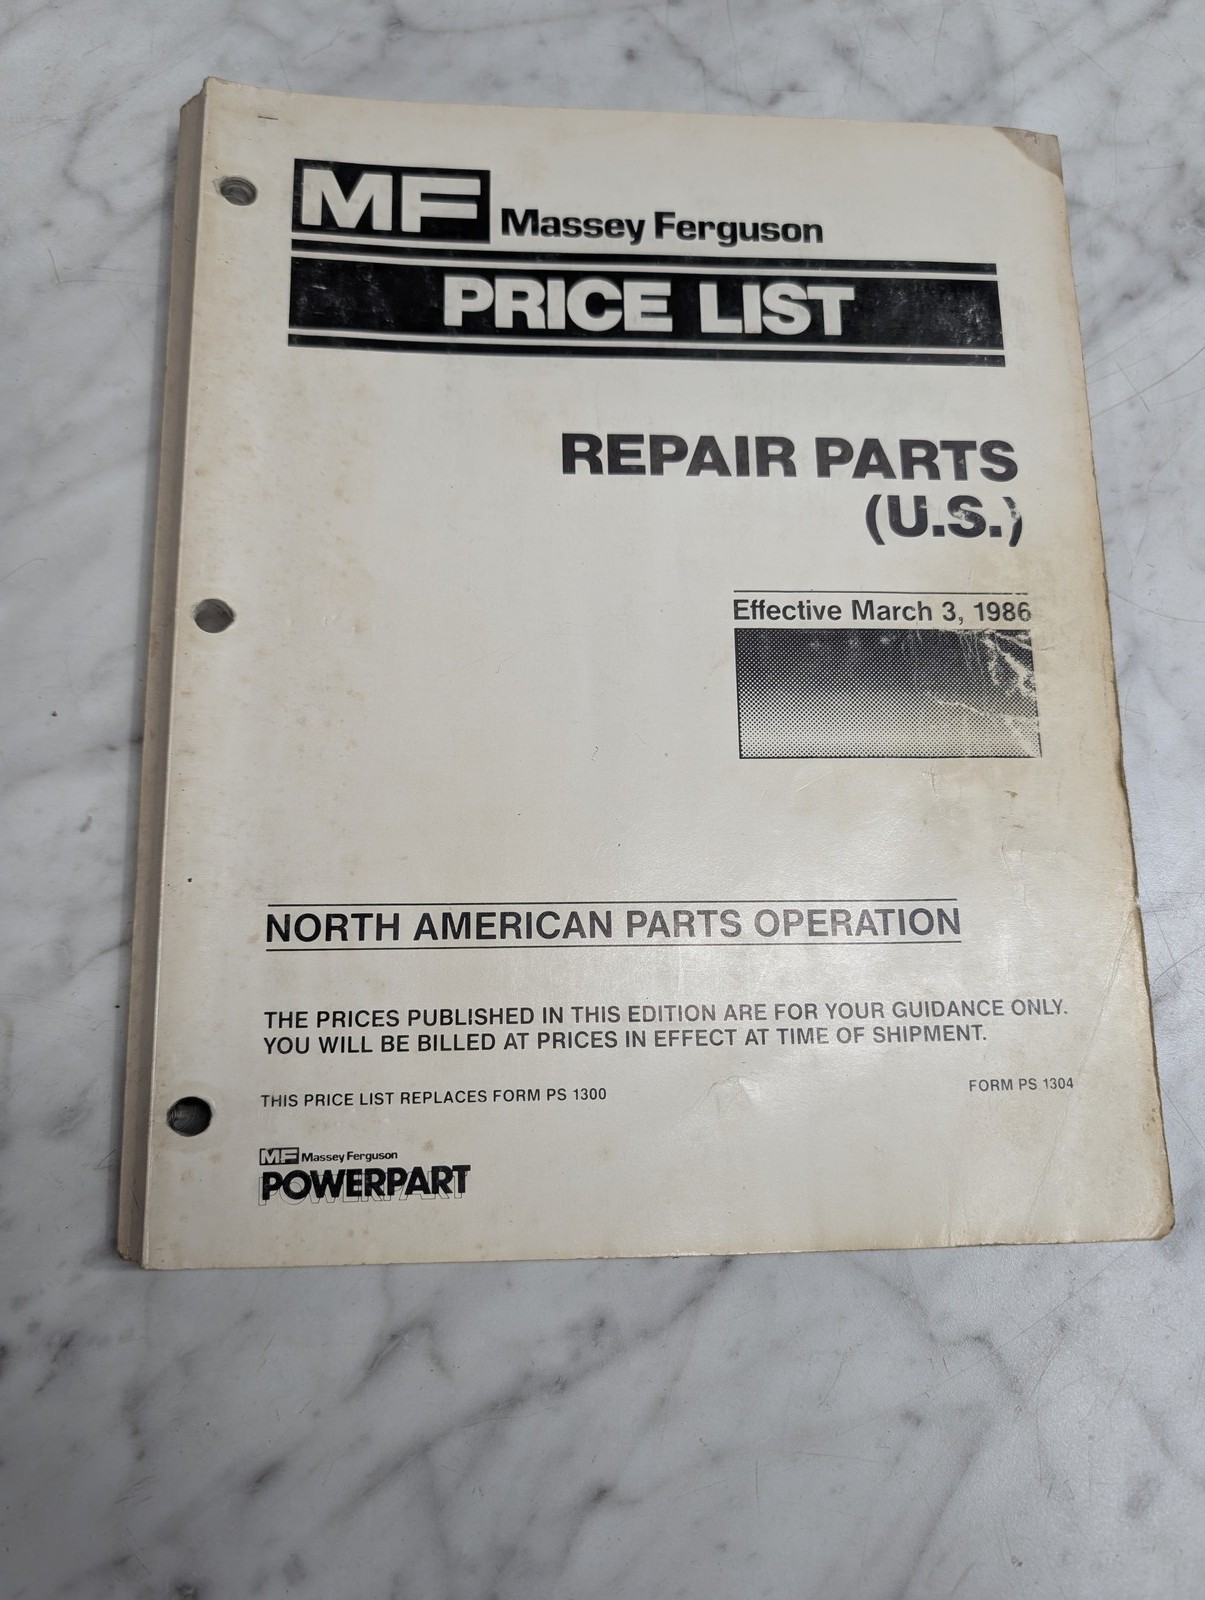 MF Massey Ferguson
PRICE LIST
REPAIR PARTS
(U.S.)
Effective March 3, 1986
NORTH AMERICAN PARTS OPERATION
THE PRICES PUBLISHED IN THIS EDITION ARE FOR YOUR GUIDANCE ONLY.
YOU WILL BE BILLED AT PRICES IN EFFECT AT TIME OF SHIPMENT.
THIS PRICE LIST REPLACES FORM PS 1300
FORM PS 1304
MF Massey Ferguson
POWERPART